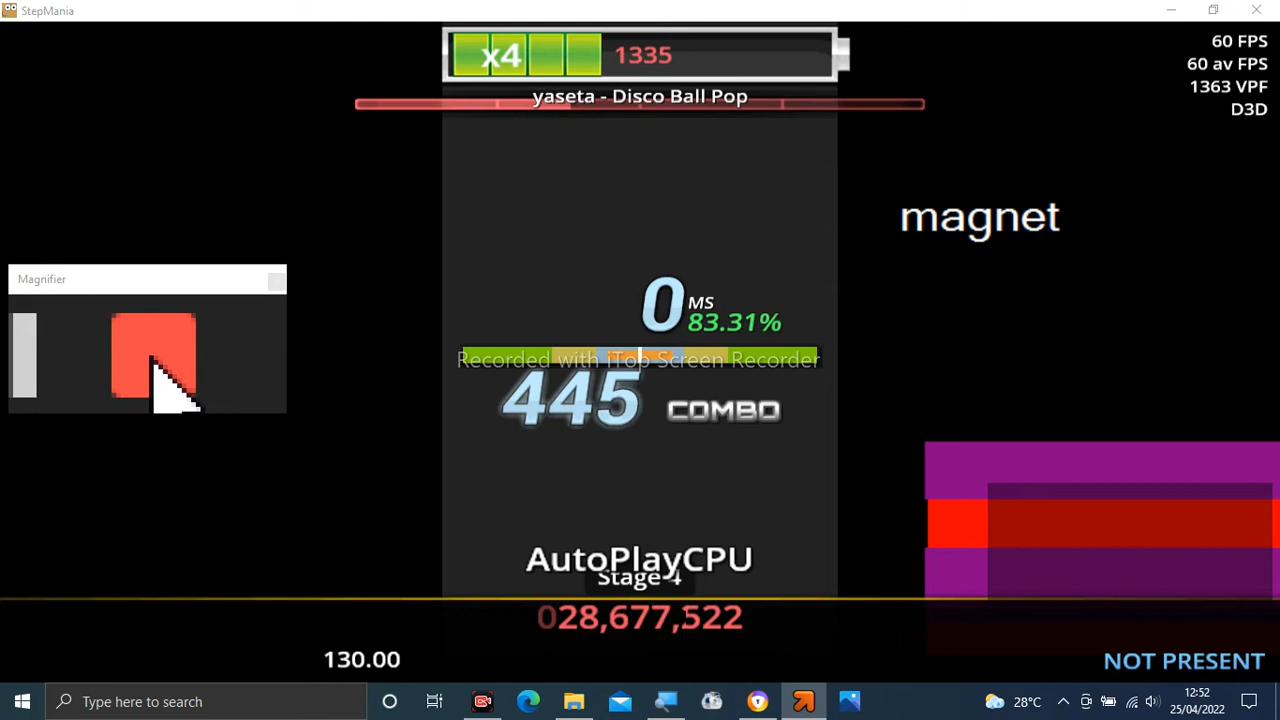 StepMania
x4 1335
60 FPS
60 av FPS
1363 VPF
D3D
yaseta - Disco Ball Pop
magnet
Magnifier
0 MS
83.31%
Recorded with iTop Screen Recorder
445 COMBO
AutoPlayCPU
Stage 4
028,677,522
130.00
NOT PRESENT
Type here to search
28°C
12:52
25/04/2022